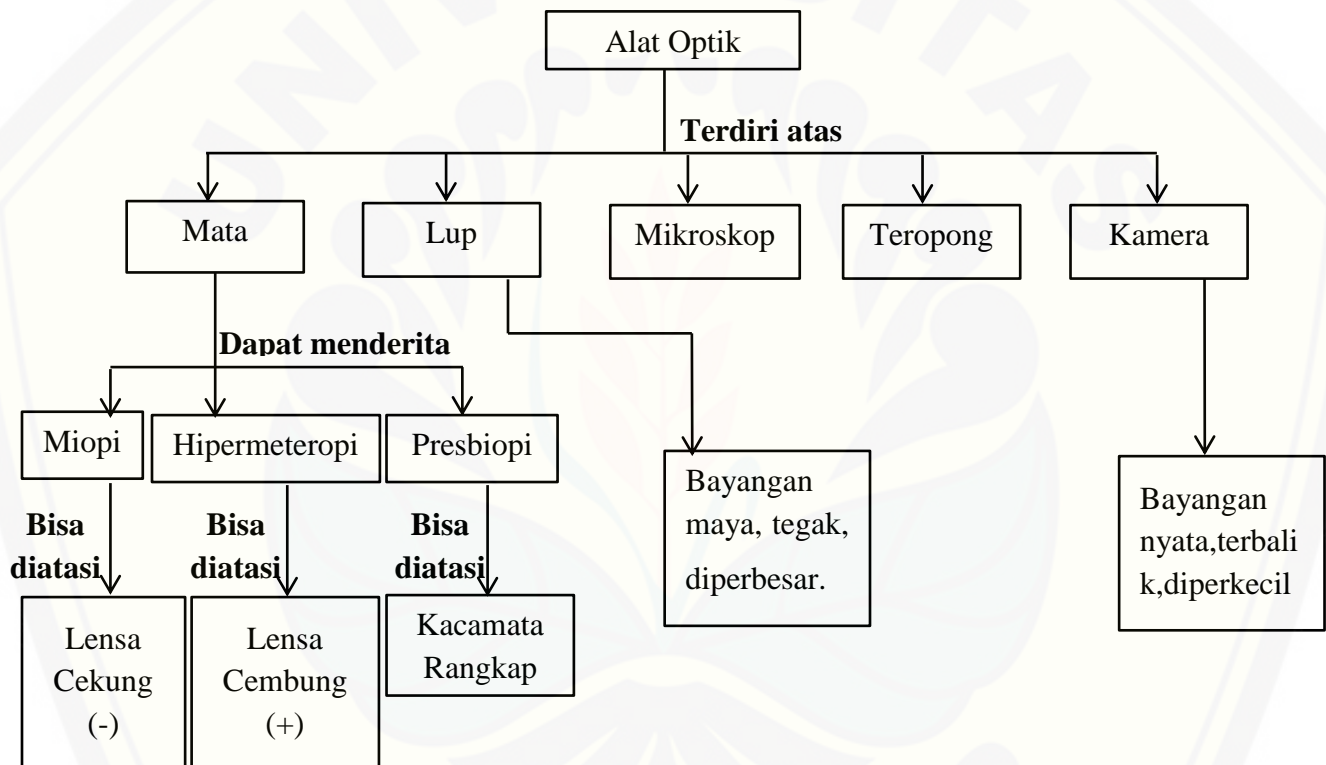 UNIVERSITAS
Alat Optik
Terdiri atas
Mata
Lup
Mikroskop
Teropong
Kamera
Dapat menderita
Miopi
Hipermeteropi
Presbiopi
Bisa
diatasi
Bisa
diatasi
Bisa
diatasi
Bayangan
maya, tegak,
diperbesar.
Bayangan
nyata,terbali
k,diperkecil
Lensa
Cekung
(-)
Lensa
Cembung
(+)
Kacamata
Rangkap